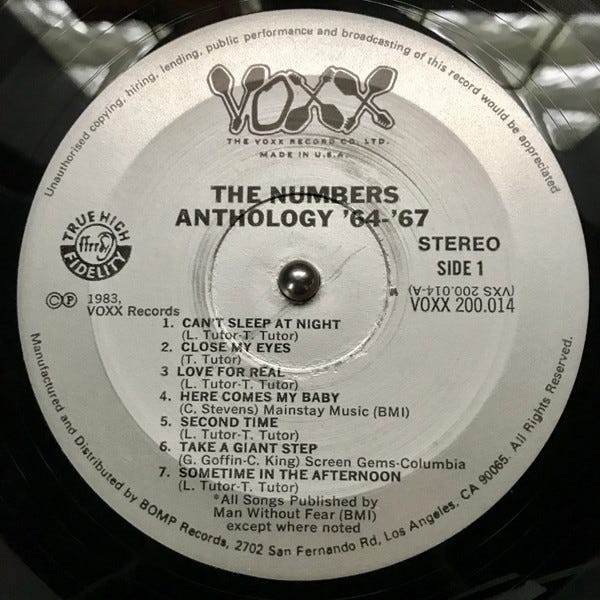 Unauthorised copying, hiring, lending, public performance and broadcasting of this record would be appreciated
VOXX
THE VOXX RECORD CO. LTD.
MADE IN U.S.A.
THE NUMBERS
ANTHOLOGY '64-'67
TRUE HIGH
ffrr
FIDELITY
STEREO
SIDE 1
(VXS 200.014-A)
VOXX 200.014
©℗ 1983,
VOXX Records
1. CAN'T SLEEP AT NIGHT
(L. Tutor-T. Tutor)
2. CLOSE MY EYES
(T. Tutor)
3 LOVE FOR REAL
(L. Tutor-T. Tutor)
4. HERE COMES MY BABY
(C. Stevens) Mainstay Music (BMI)
5. SECOND TIME
(L. Tutor-T. Tutor)
6. TAKE A GIANT STEP
(G. Goffin-C. King) Screen Gems-Columbia
7. SOMETIME IN THE AFTERNOON
(L. Tutor-T. Tutor)
*All Songs Published by
Man Without Fear (BMI)
except where noted
Manufactured and Distributed by BOMP Records, 2702 San Fernando Rd, Los Angeles, CA 90065. All Rights Reserved.